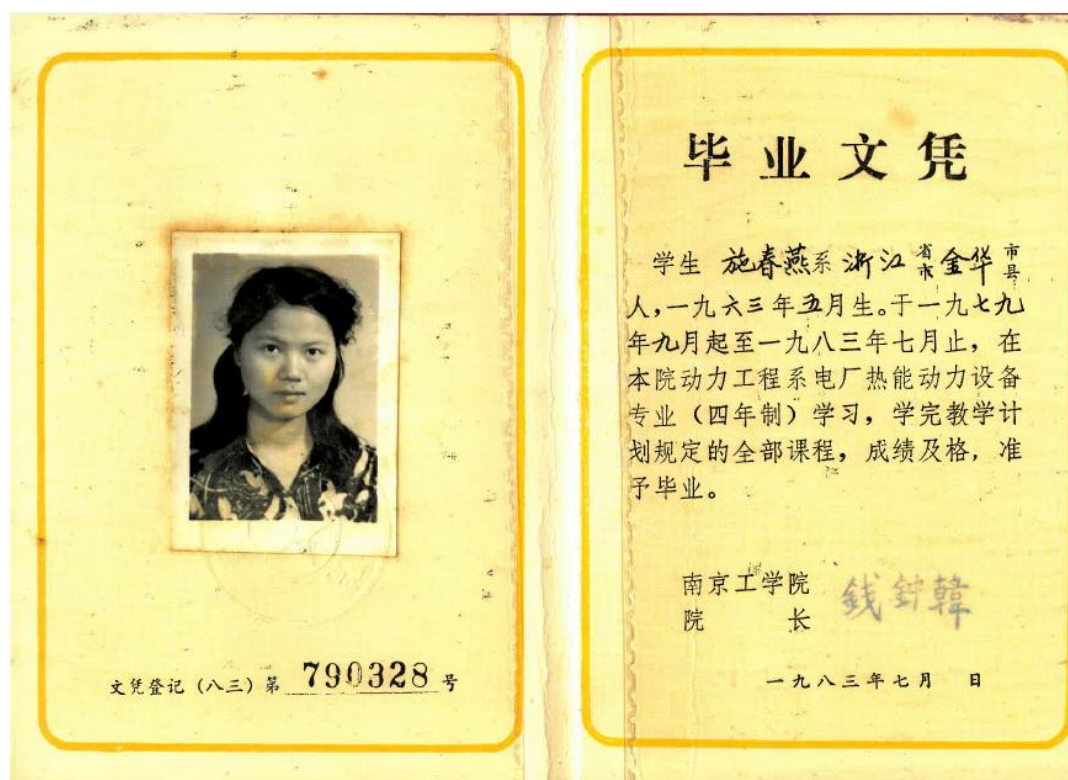 文凭登记（八三）第 790328 号
毕业文凭
学生 施春燕系 浙江 省市 金华 市县
人，一九六三年五月生。于一九七九
年九月起至一九八三年七月止，在
本院动力工程系电厂热能动力设备
专业（四年制）学习，学完教学计
划规定的全部课程，成绩及格，准
予毕业。
南京工学院
院 长 錢鍾韓
一九八三年七月 日